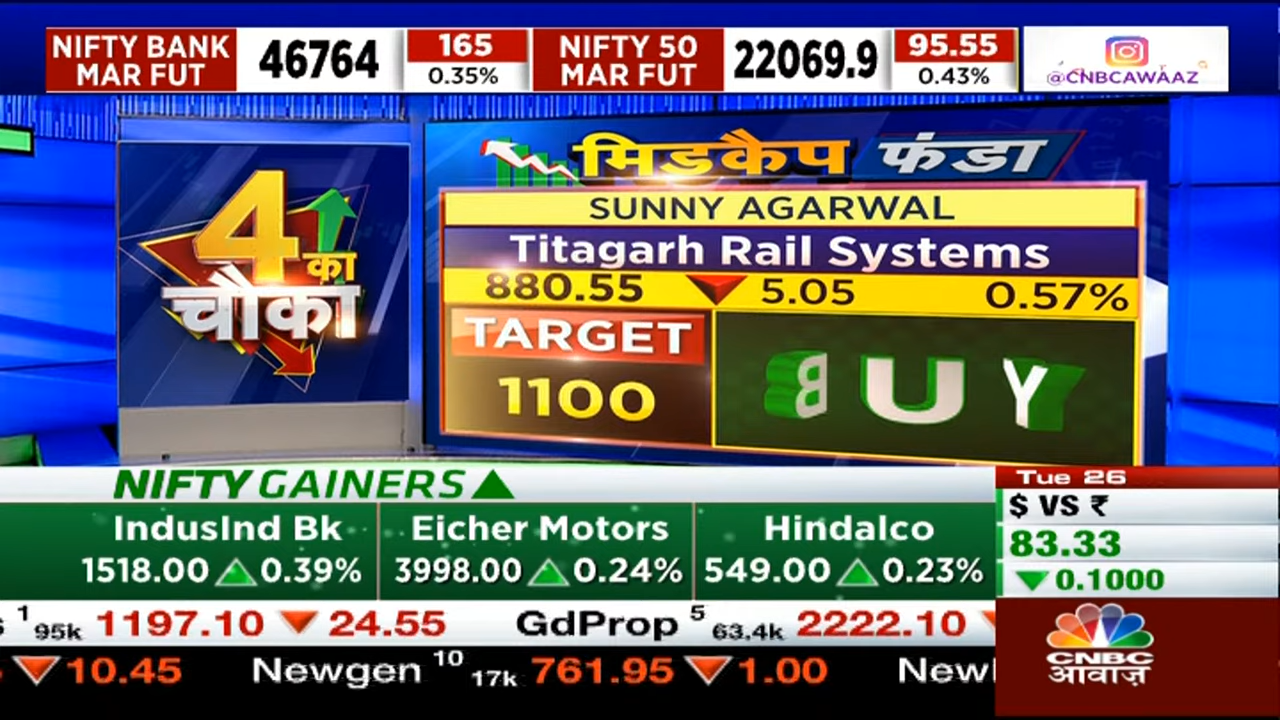 NIFTY BANK
MAR FUT
46764
165
0.35%
NIFTY 50
MAR FUT
22069.9
95.55
0.43%
@CNBCAWAAZ
4 का
चौका
मिडकैप फंडा
SUNNY AGARWAL
Titagarh Rail Systems
880.55 5.05 0.57%
TARGET
1100
BUY
NIFTY GAINERS
IndusInd Bk
1518.00 0.39%
Eicher Motors
3998.00 0.24%
Hindalco
549.00 0.23%
Tue 26
$ VS ₹
83.33
0.1000
1 95k 1197.10 24.55 GdProp 5 63.4k 2222.10
10.45 Newgen 10 17k 761.95 1.00
CNBC
आवाज़